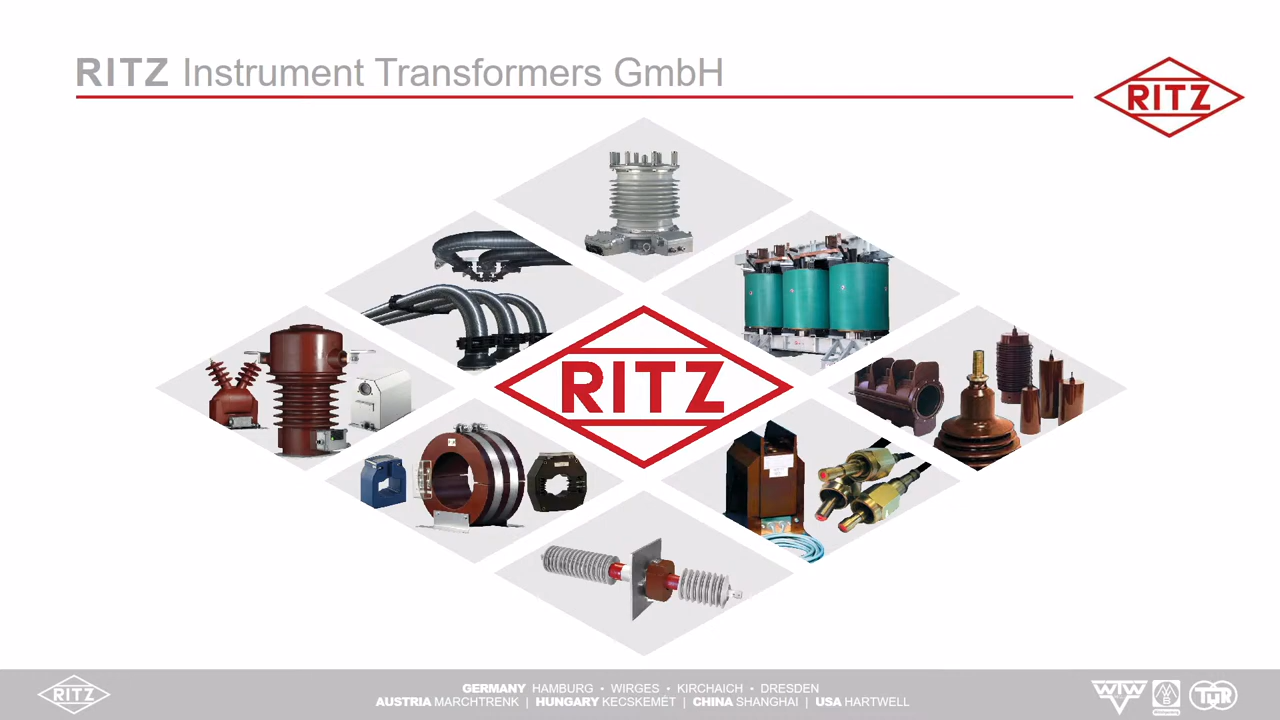 RITZ Instrument Transformers GmbH
RITZ
RITZ
RITZ
GERMANY HAMBURG • WIRGES • KIRCHAICH • DRESDEN
AUSTRIA MARCHTRENK | HUNGARY KECSKEMÉT | CHINA SHANGHAI | USA HARTWELL
WTW